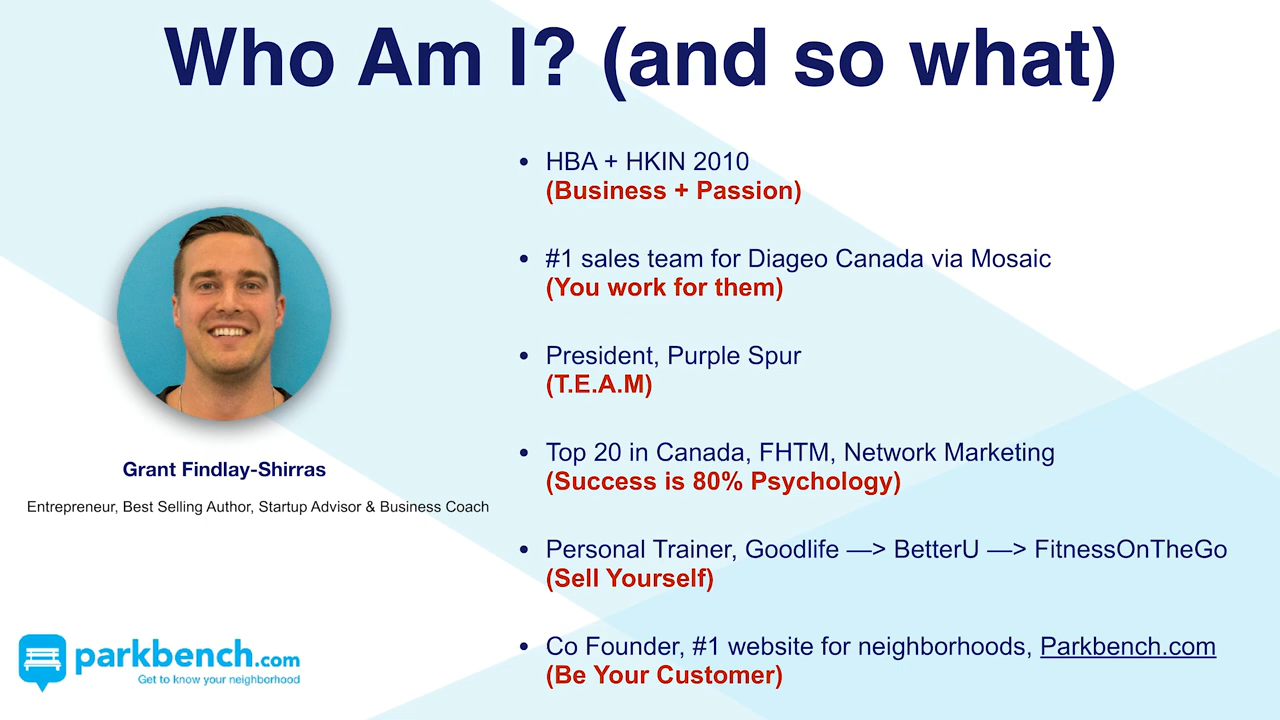 Who Am I? (and so what)
• HBA + HKIN 2010
(Business + Passion)
• #1 sales team for Diageo Canada via Mosaic
(You work for them)
• President, Purple Spur
(T.E.A.M)
• Top 20 in Canada, FHTM, Network Marketing
(Success is 80% Psychology)
• Personal Trainer, Goodlife —> BetterU —> FitnessOnTheGo
(Sell Yourself)
• Co Founder, #1 website for neighborhoods, Parkbench.com
(Be Your Customer)
Grant Findlay-Shirras
Entrepreneur, Best Selling Author, Startup Advisor & Business Coach
parkbench.com
Get to know your neighborhood